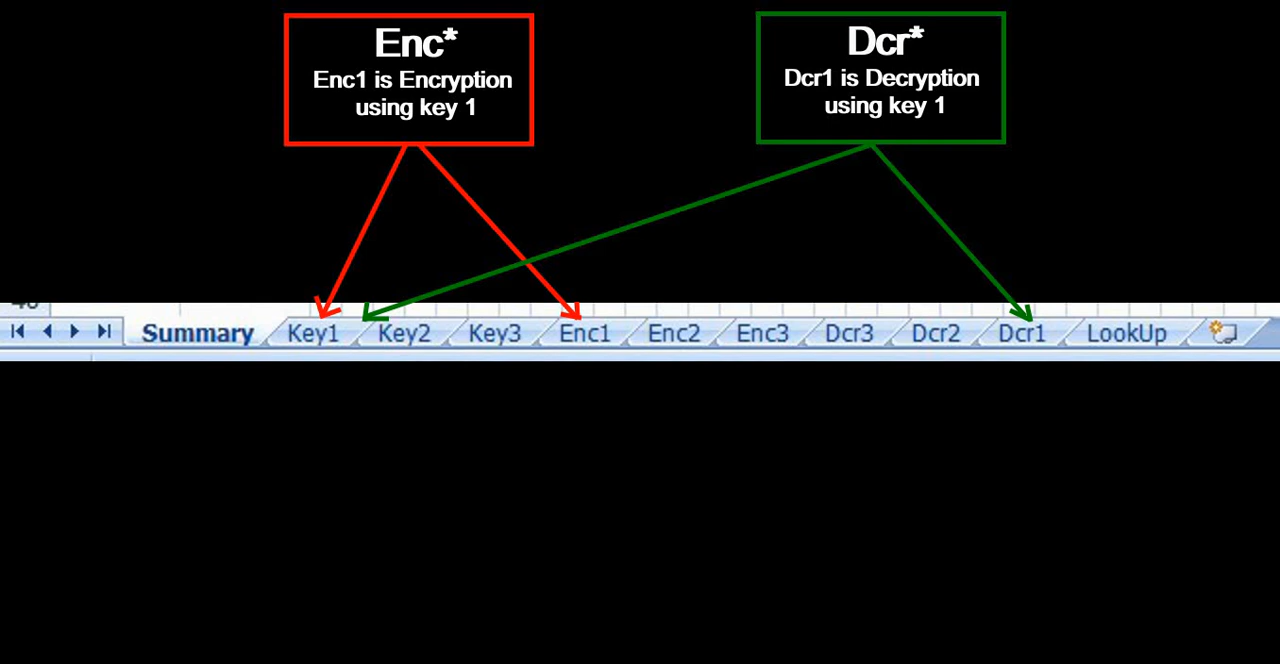 Enc*
Enc1 is Encryption
using key 1
Dcr*
Dcr1 is Decryption
using key 1
Summary Key1 Key2 Key3 Enc1 Enc2 Enc3 Dcr3 Dcr2 Dcr1 LookUp